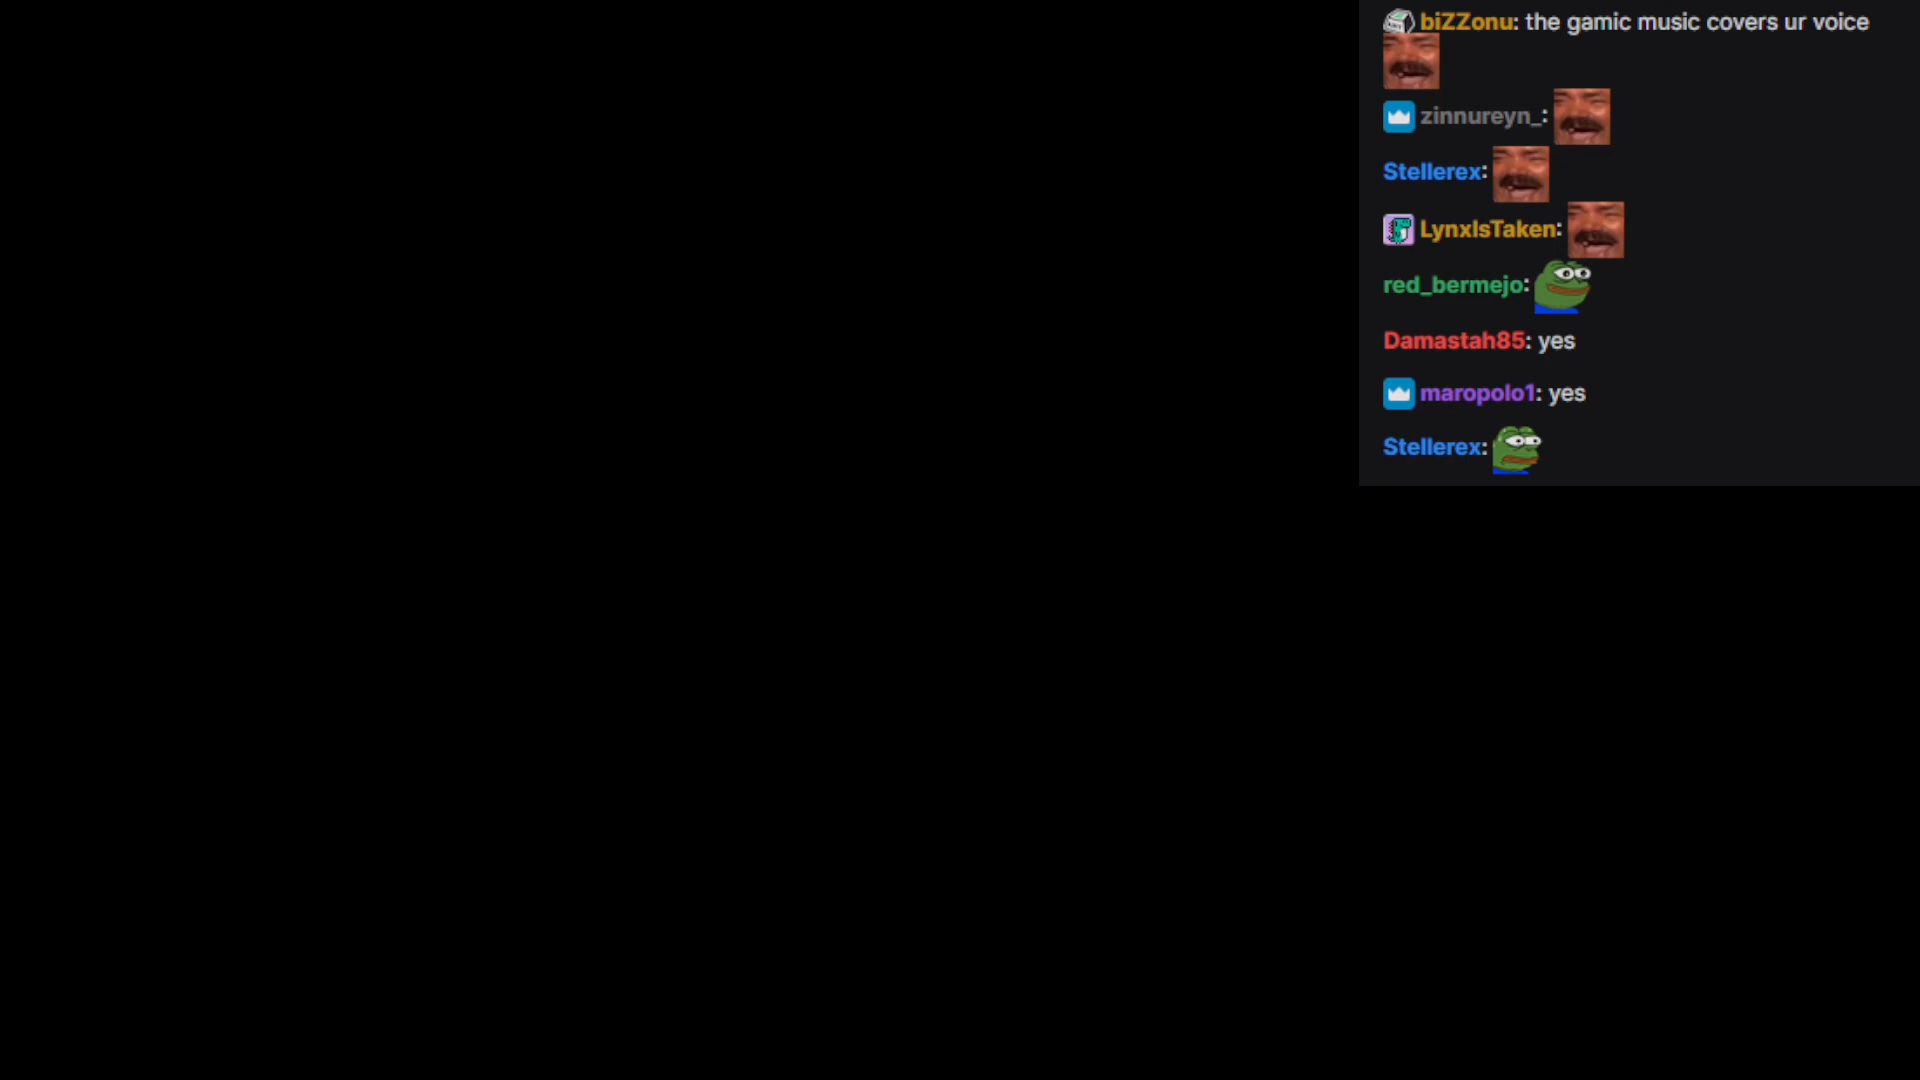 biZZonu: the gamic music covers ur voice
zinnureyn_:
Stellerex:
LynxIsTaken:
red_bermejo:
Damastah85: yes
maropolo1: yes
Stellerex: